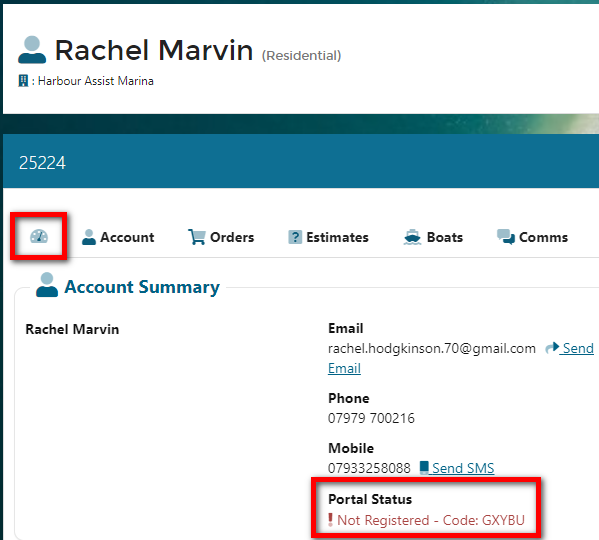 Rachel Marvin (Residential)
: Harbour Assist Marina
25224
Account Orders ? Estimates Boats Comms
Account Summary
Rachel Marvin
Email
rachel.hodgkinson.70@gmail.com Send
Email
Phone
07979 700216
Mobile
07933258088 Send SMS
Portal Status
! Not Registered - Code: GXYBU